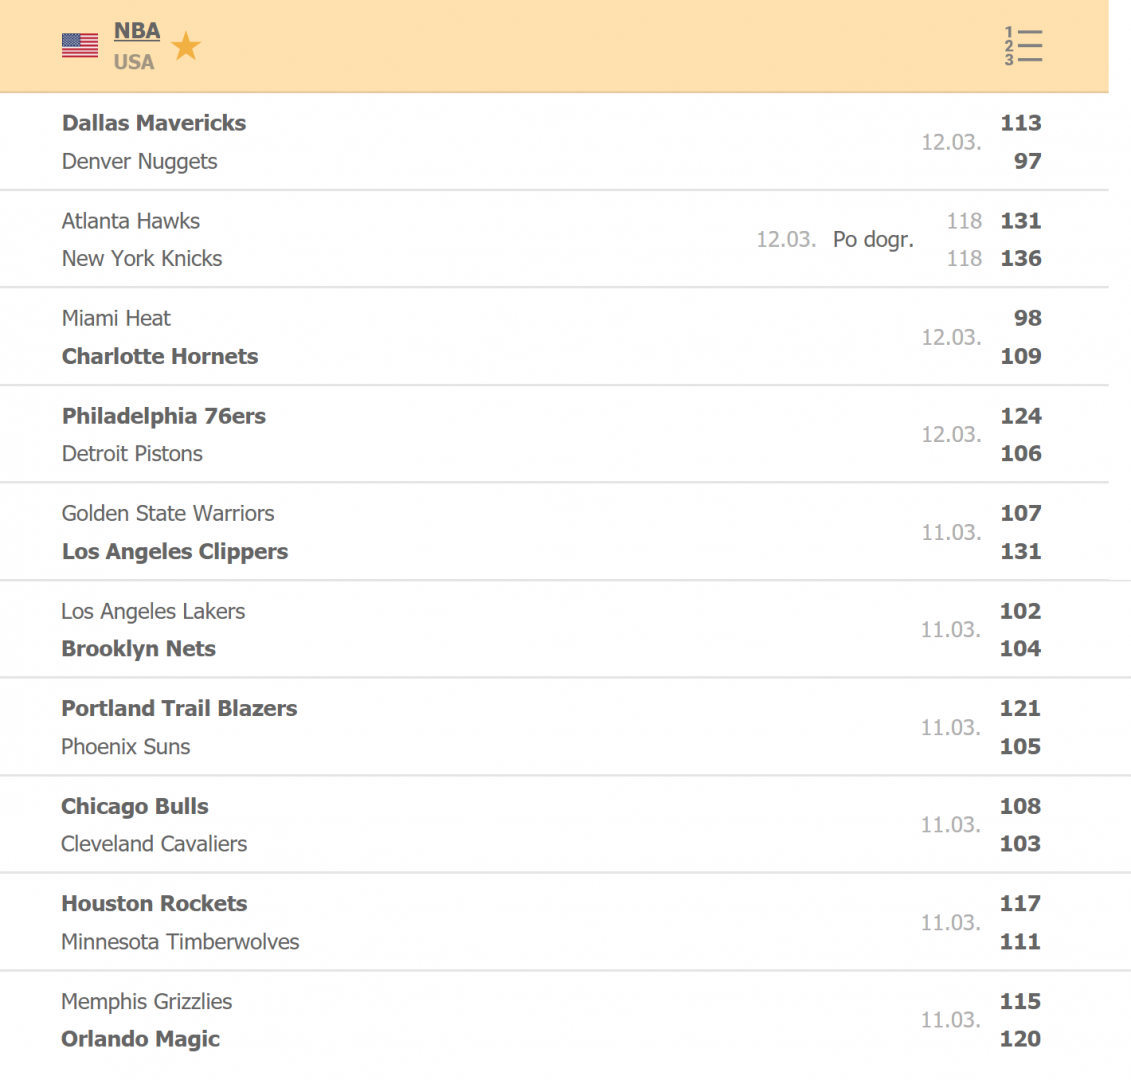 NBA
USA
1
2
3
Dallas Mavericks 113
12.03.
Denver Nuggets 97
Atlanta Hawks 118 131
12.03. Po dogr.
New York Knicks 118 136
Miami Heat 98
12.03.
Charlotte Hornets 109
Philadelphia 76ers 124
12.03.
Detroit Pistons 106
Golden State Warriors 107
11.03.
Los Angeles Clippers 131
Los Angeles Lakers 102
11.03.
Brooklyn Nets 104
Portland Trail Blazers 121
11.03.
Phoenix Suns 105
Chicago Bulls 108
11.03.
Cleveland Cavaliers 103
Houston Rockets 117
11.03.
Minnesota Timberwolves 111
Memphis Grizzlies 115
11.03.
Orlando Magic 120